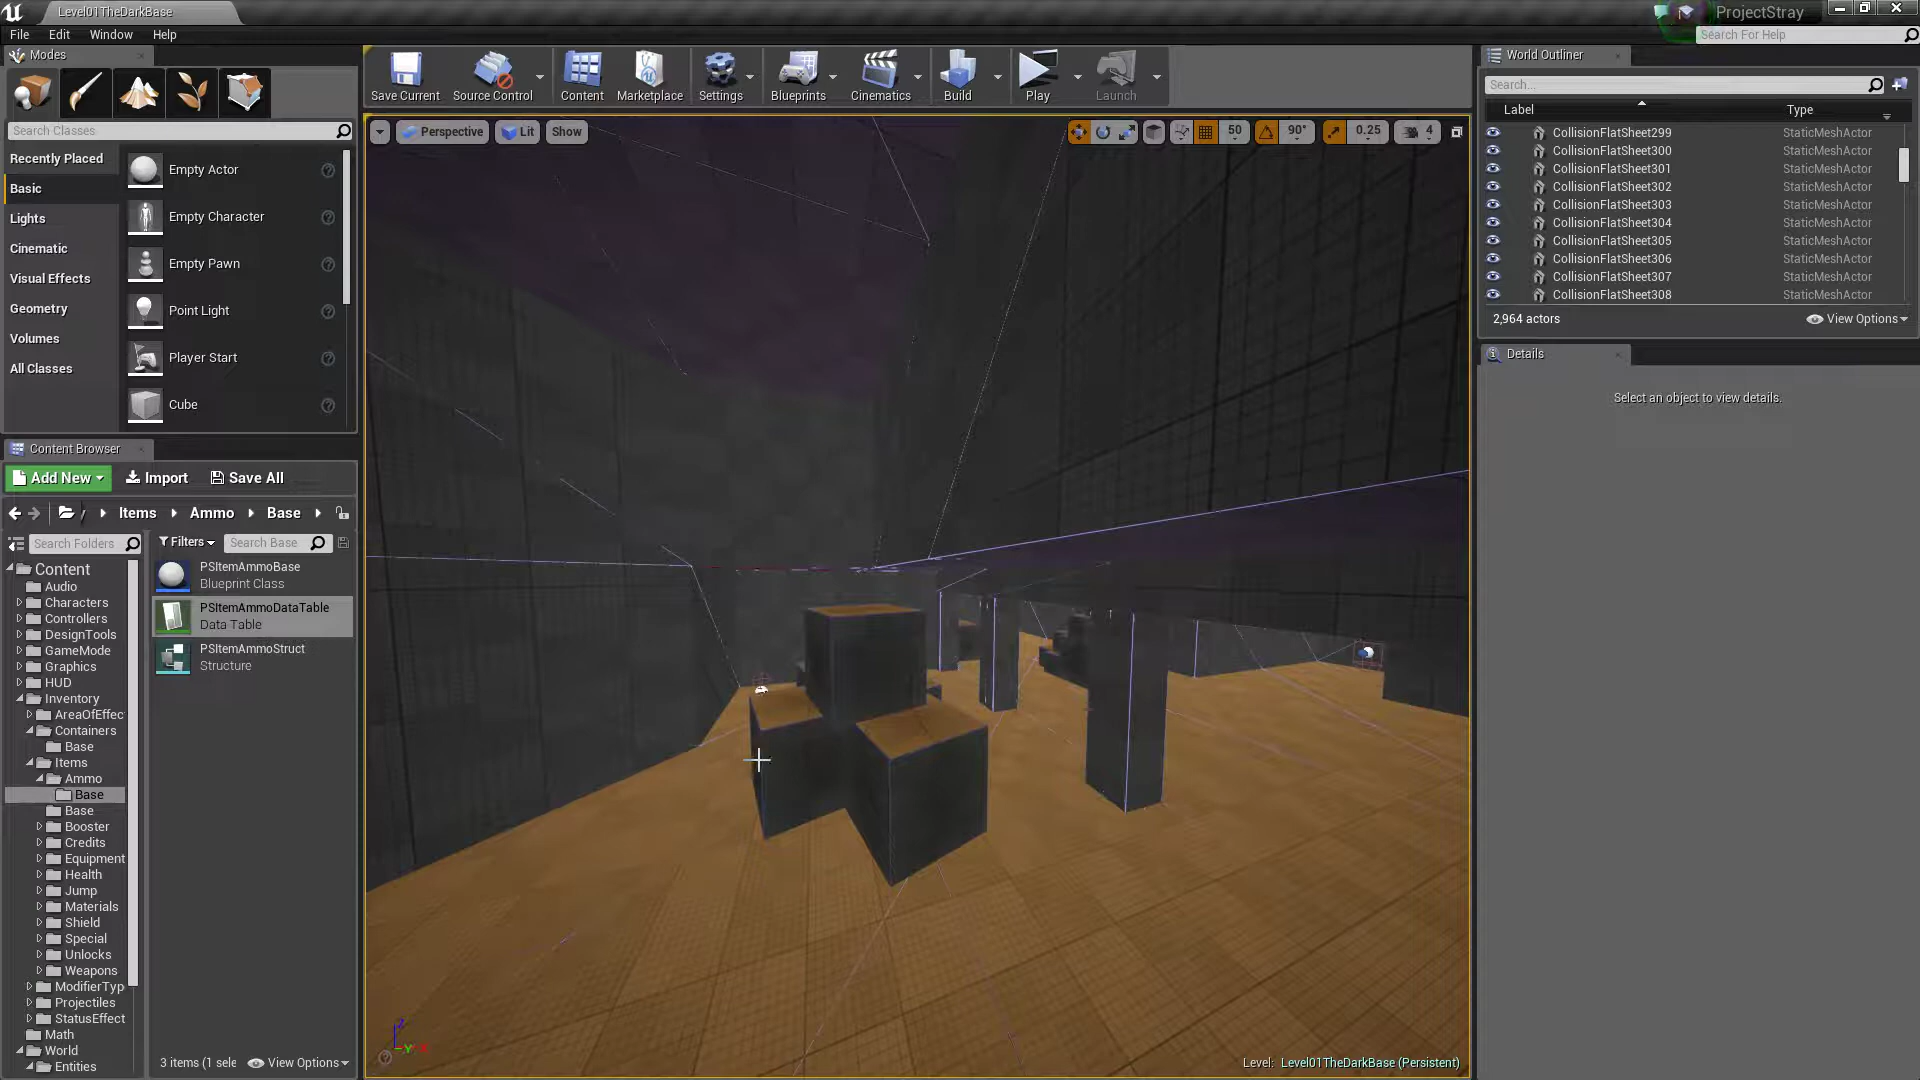 Level01TheDarkBase
ProjectStray
File Edit Window Help
Search For Help
Modes
Save Current
Source Control
Content
Marketplace
Settings
Blueprints
Cinematics
Build
Play
Launch
World Outliner
Search...
Label Type
CollisionFlatSheet299 StaticMeshActor
CollisionFlatSheet300 StaticMeshActor
CollisionFlatSheet301 StaticMeshActor
CollisionFlatSheet302 StaticMeshActor
CollisionFlatSheet303 StaticMeshActor
CollisionFlatSheet304 StaticMeshActor
CollisionFlatSheet305 StaticMeshActor
CollisionFlatSheet306 StaticMeshActor
CollisionFlatSheet307 StaticMeshActor
CollisionFlatSheet308 StaticMeshActor
2,964 actors
View Options
Details
Select an object to view details.
Search Classes
Recently Placed
Basic
Lights
Cinematic
Visual Effects
Geometry
Volumes
All Classes
Empty Actor
Empty Character
Empty Pawn
Point Light
Player Start
Cube
Perspective
Lit
Show
50
90°
0.25
4
Content Browser
Add New
Import
Save All
/ Items Ammo Base
Search Folders
Filters
Search Base
Content
Audio
Characters
Controllers
DesignTools
GameMode
Graphics
HUD
Inventory
AreaOfEffec
Containers
Base
Items
Ammo
Base
Base
Booster
Credits
Equipment
Health
Jump
Materials
Shield
Special
Unlocks
Weapons
ModifierTyp
Projectiles
StatusEffect
Math
World
Entities
PSItemAmmoBase
Blueprint Class
PSItemAmmoDataTable
Data Table
PSItemAmmoStruct
Structure
3 items (1 sele
View Options
Z
Y
X
Level: Level01TheDarkBase (Persistent)